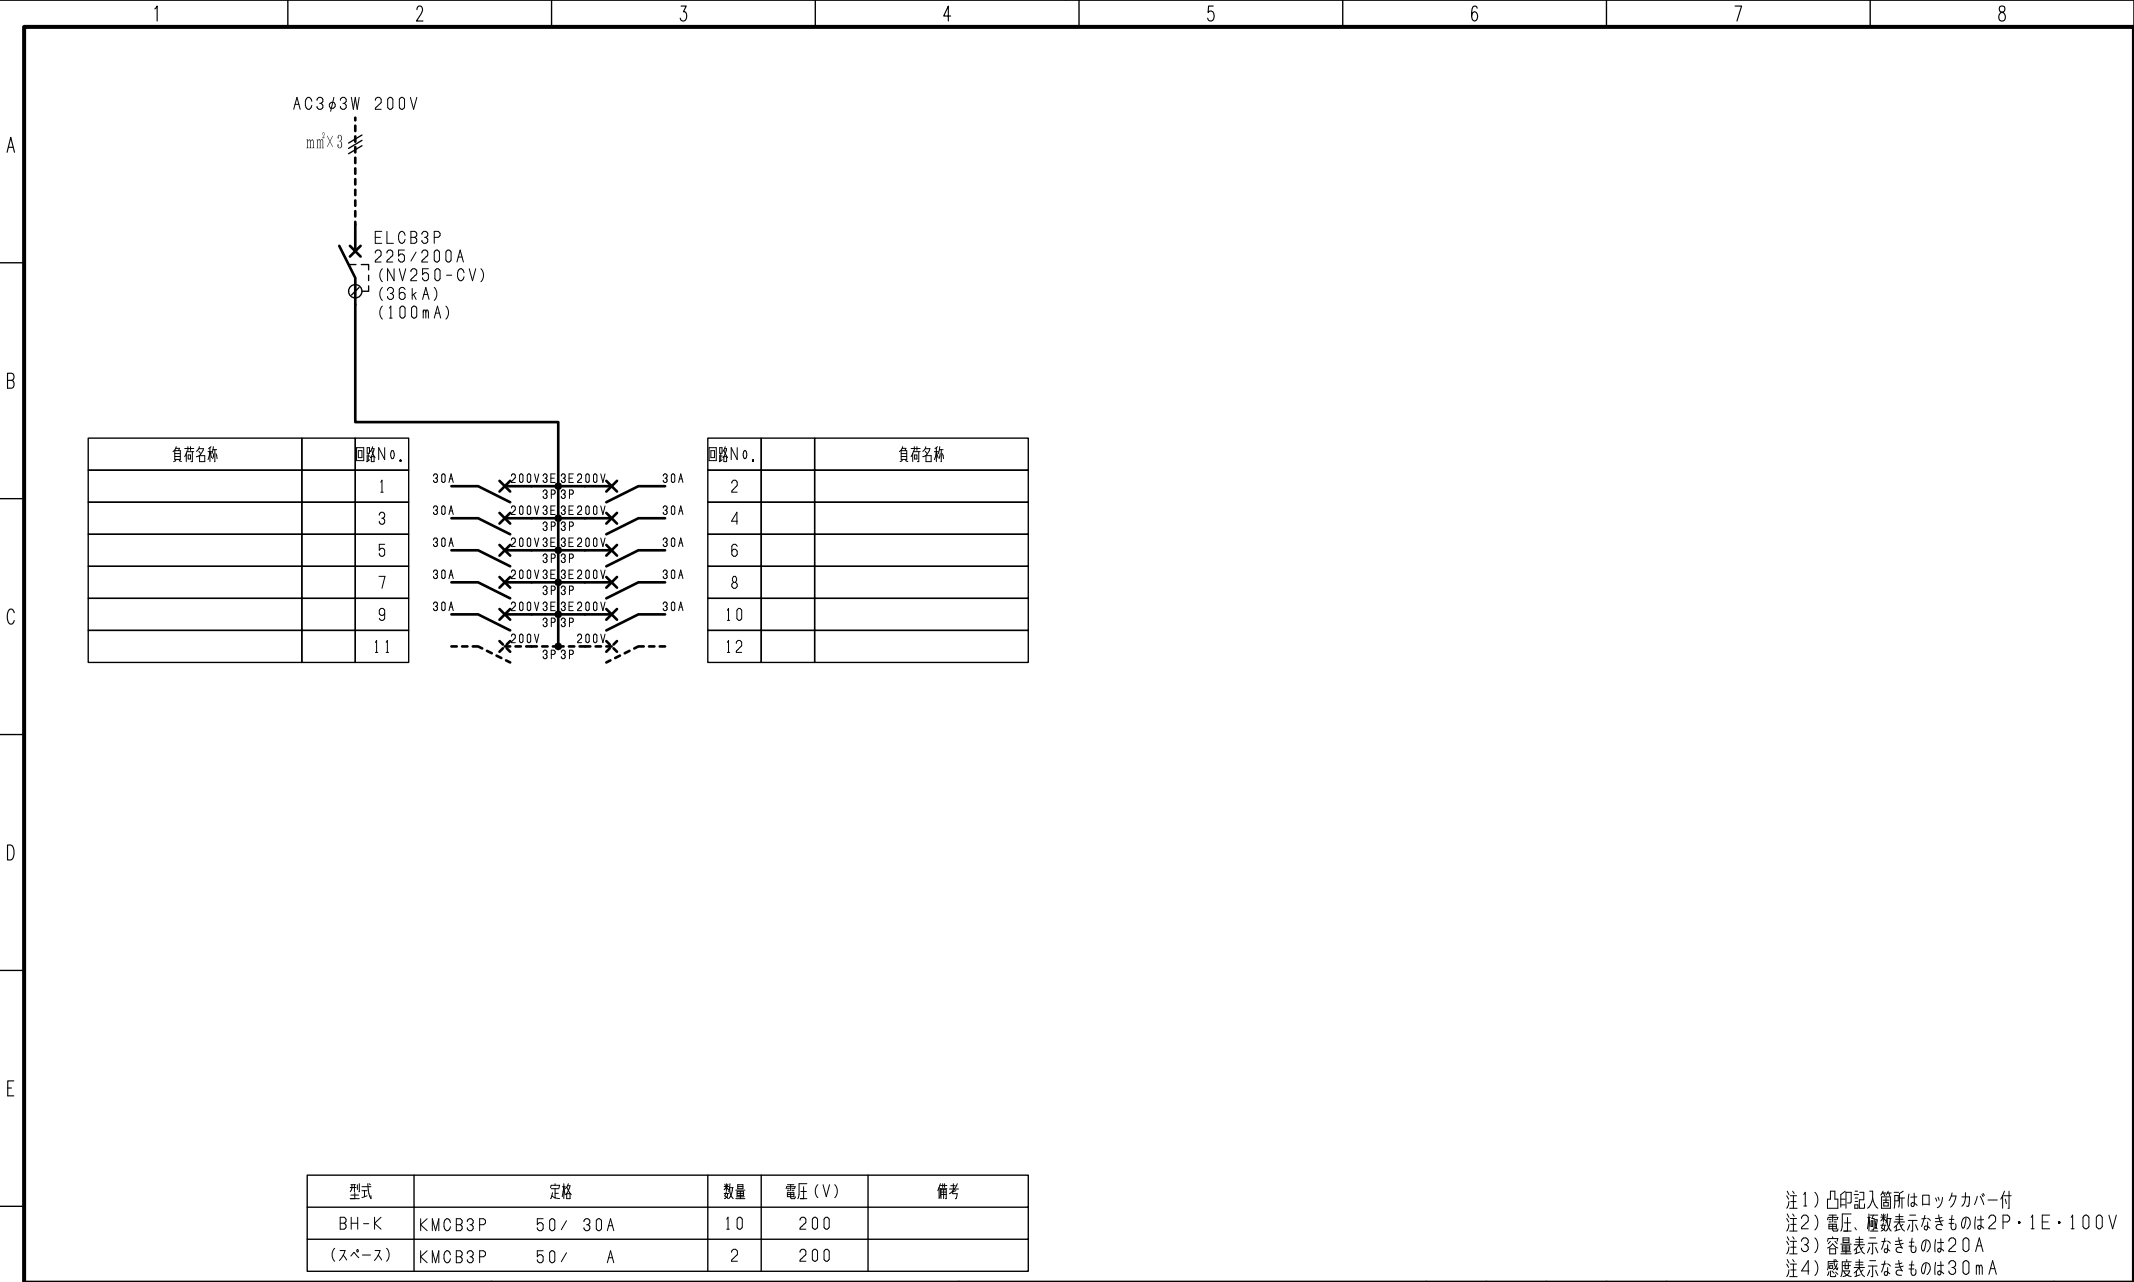 1 2 3 4 5 6 7 8
A
B
C
D
E
AC3φ3W 200V
mm²×3
ELCB3P
225/200A
(NV250-CV)
(36kA)
(100mA)
負荷名称 回路No.
1
3
5
7
9
11
30A 200V3E 3E200V 30A
3P 3P
30A 200V3E 3E200V 30A
3P 3P
30A 200V3E 3E200V 30A
3P 3P
30A 200V3E 3E200V 30A
3P 3P
30A 200V3E 3E200V 30A
3P 3P
200V 200V
3P 3P
回路No. 負荷名称
2
4
6
8
10
12
型式 定格 数量 電圧(V) 備考
BH-K KMCB3P 50/ 30A 10 200
(スペース) KMCB3P 50/ A 2 200
注1)凸印記入箇所はロックカバー付
注2)電圧、極数表示なきものは2P・1E・100V
注3)容量表示なきものは20A
注4)感度表示なきものは30mA